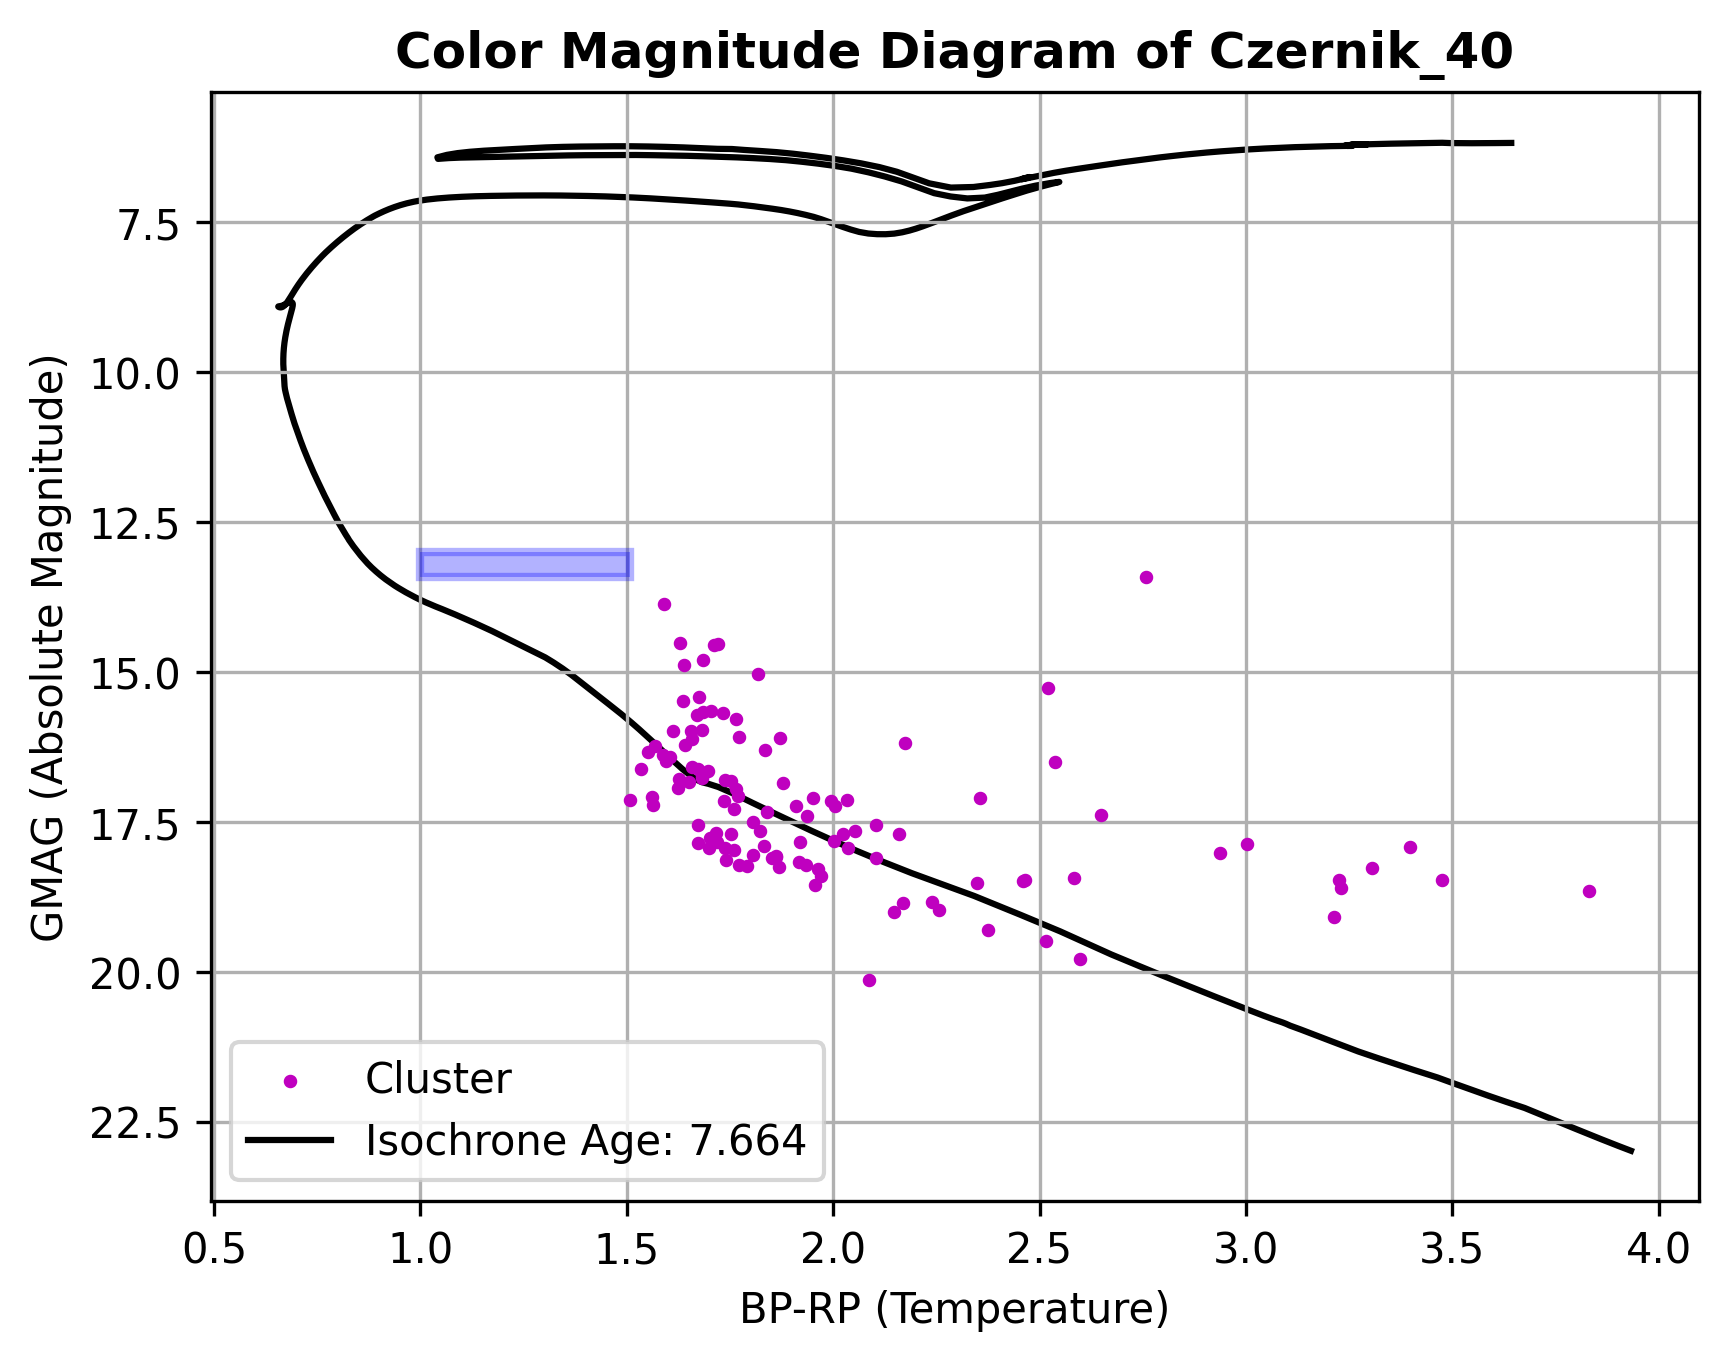 Color Magnitude Diagram of Czernik_40
GMAG (Absolute Magnitude)
7.5
10.0
12.5
15.0
17.5
20.0
22.5
Cluster
Isochrone Age: 7.664
0.5 1.0 1.5 2.0 2.5 3.0 3.5 4.0
BP-RP (Temperature)